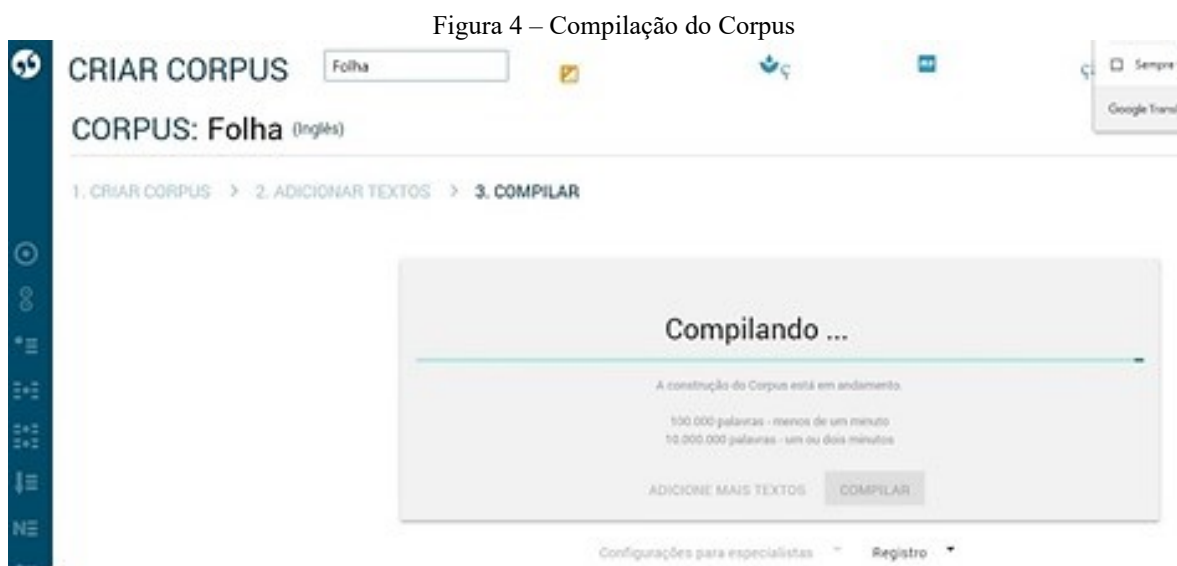 Figura 4 – Compilação do Corpus
CRIAR CORPUS Folha
Sempre
Google Transl
CORPUS: Folha (Inglês)
1. CRIAR CORPUS > 2. ADICIONAR TEXTOS > 3. COMPILAR
Compilando ...
A construção do Corpus está em andamento.
100.000 palavras - menos de um minuto
10.000.000 palavras - um ou dois minutos
ADICIONE MAIS TEXTOS COMPILAR
Configurações para especialistas Registro